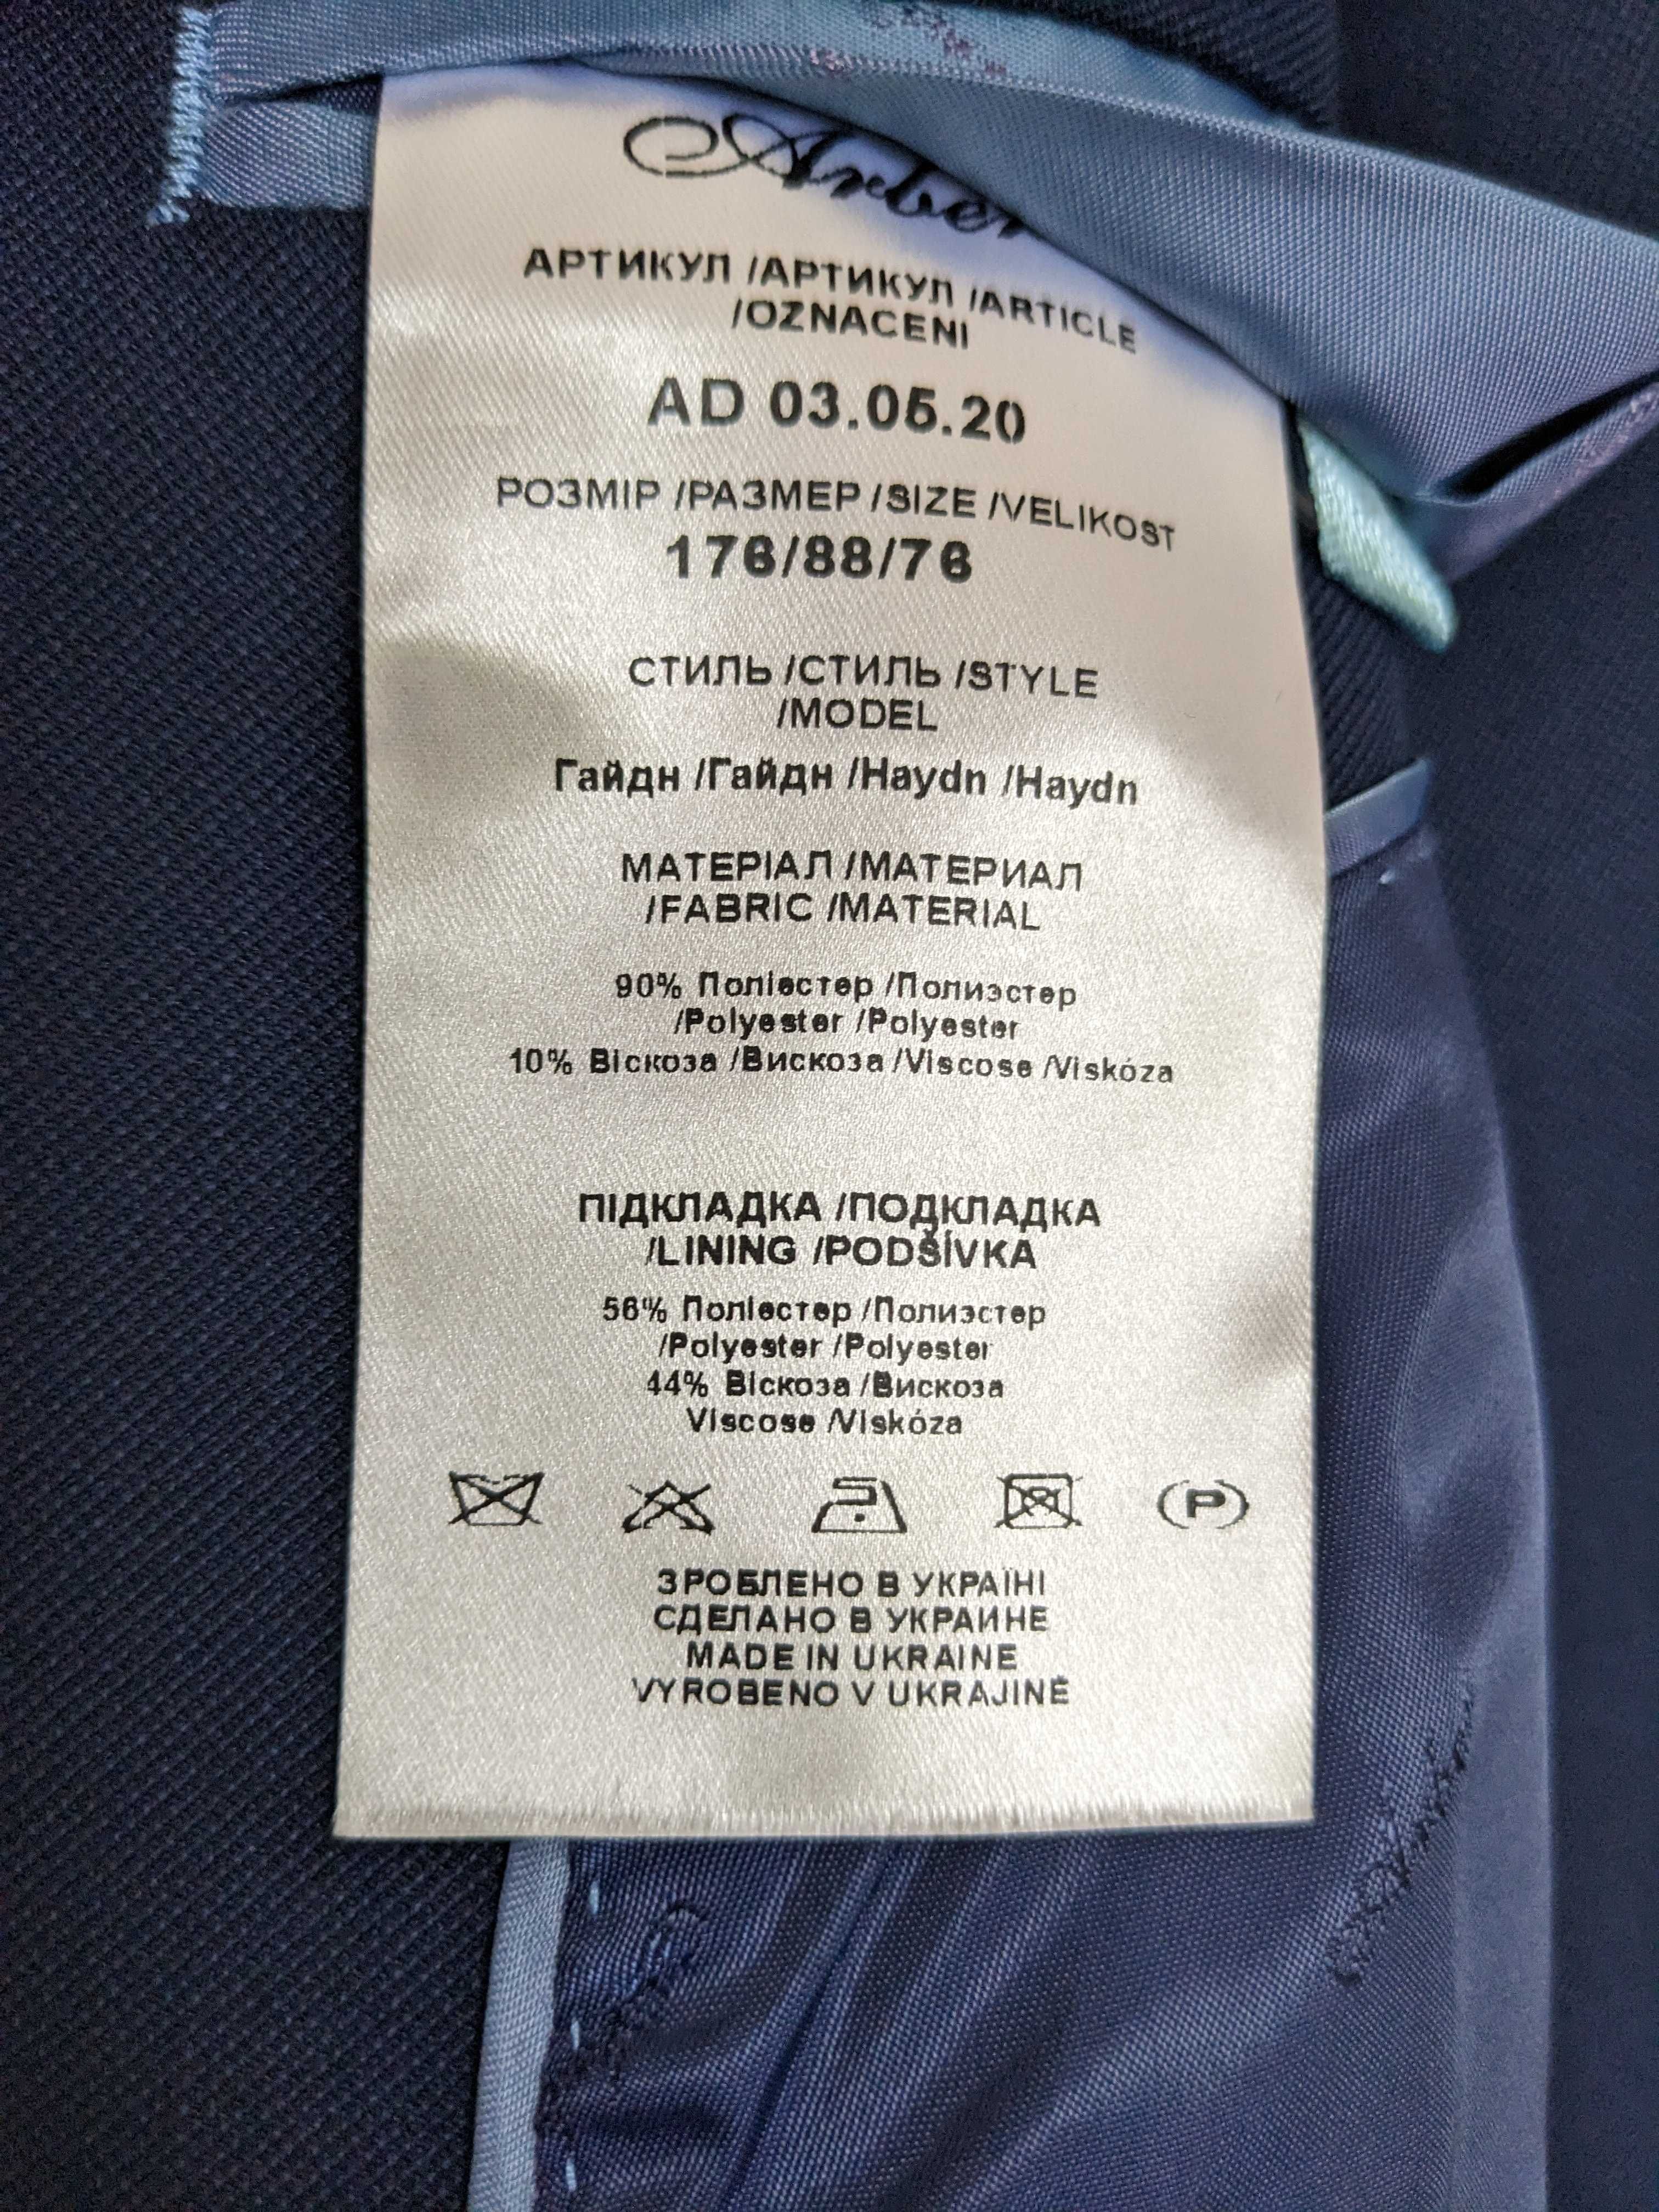 Arber
АРТИКУЛ /АРТИКУЛ /ARTICLE
/OZNACENI
AD 03.05.20
РОЗМІР /РАЗМЕР /SIZE /VELIKOST
176/88/76
СТИЛЬ /СТИЛЬ /STYLE
/MODEL
Гайдн /Гайдн /Haydn /Haydn
МАТЕРІАЛ /МАТЕРИАЛ
/FABRIC /MATERIAL
90% Поліестер /Полиэстер
/Polyester /Polyester
10% Віскоза /Вискоза /Viscose /Viskóza
ПІДКЛАДКА /ПОДКЛАДКА
/LINING /PODŠÍVKA
56% Поліестер /Полиэстер
/Polyester /Polyester
44% Віскоза /Вискоза
Viscose /Viskóza
P
ЗРОБЛЕНО В УКРАЇНІ
СДЕЛАНО В УКРАИНЕ
MADE IN UKRAINE
VYROBENO V UKRAJINĚ